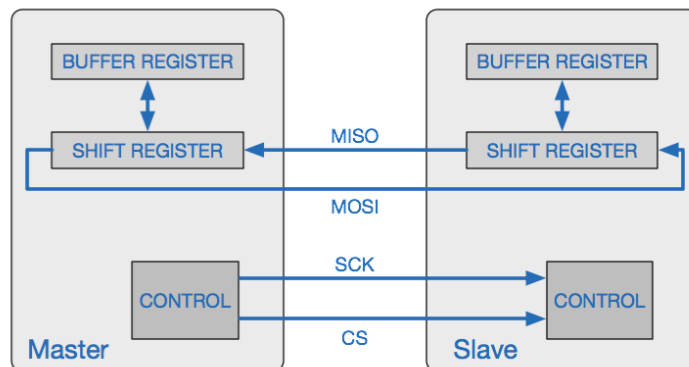 BUFFER REGISTER
BUFFER REGISTER
MISO
SHIFT REGISTER
SHIFT REGISTER
MOSI
SCK
CONTROL
CONTROL
CS
Master
Slave